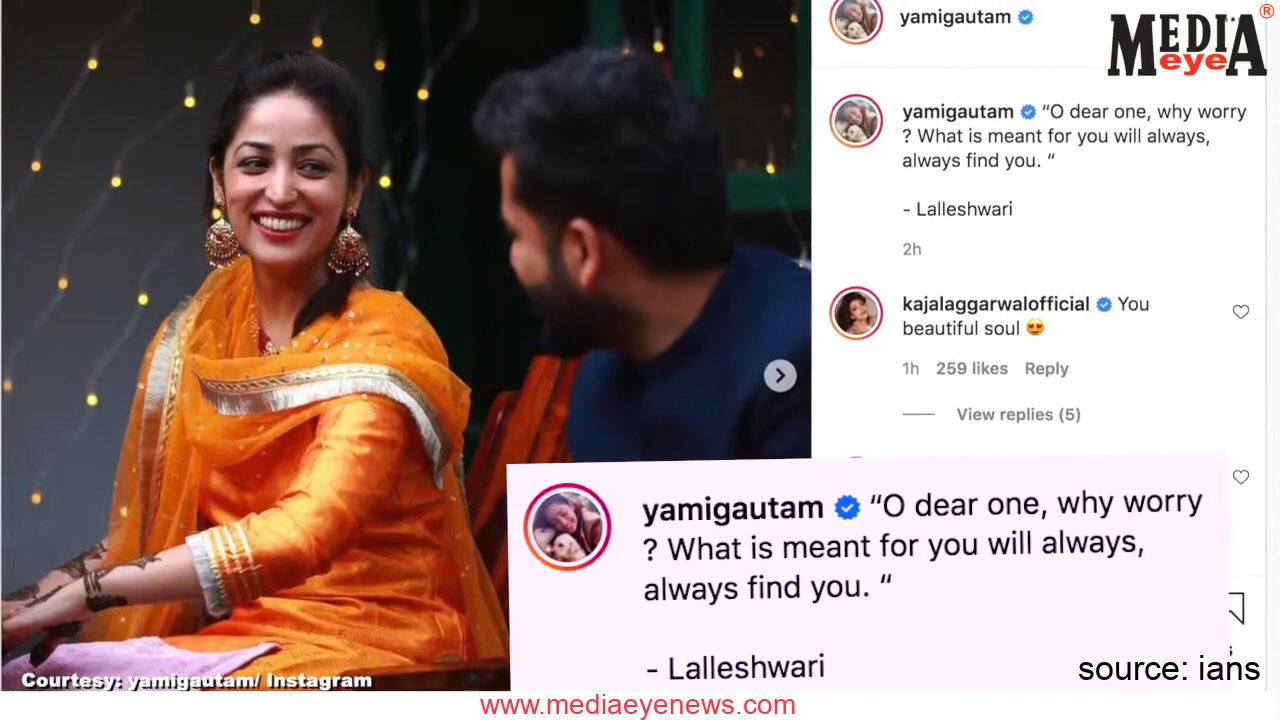 yamigautam
MEDIA ®
eye
yamigautam “O dear one, why worry
? What is meant for you will always,
always find you. “
- Lalleshwari
2h
kajalaggarwalofficial You
beautiful soul 😍
1h 259 likes Reply
View replies (5)
yamigautam “O dear one, why worry
? What is meant for you will always,
always find you. “
- Lalleshwari
source: ians
Courtesy: yamigautam/ Instagram
www.mediaeyenews.com